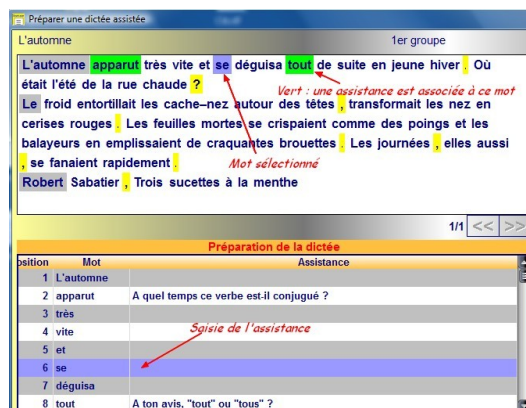 Préparer une dictée assistée
L'automne 1er groupe
L'automne apparut très vite et se déguisa tout de suite en jeune hiver . Où
était l'été de la rue chaude ?
Vert : une assistance est associée à ce mot
Le froid entortillait les cache–nez autour des têtes , transformait les nez en
cerises rouges . Les feuilles mortes se crispaient comme des poings et les
balayeurs en emplissaient de craquantes brouettes . Les journées , elles aussi
, se fanaient rapidement .
Mot sélectionné
Robert Sabatier , Trois sucettes à la menthe
1/1 << >>
Préparation de la dictée
osition Mot Assistance
1 L'automne
2 apparut A quel temps ce verbe est-il conjugué ?
3 très
4 vite
Saisie de l'assistance
5 et
6 se
7 déguisa
8 tout A ton avis, "tout" ou "tous" ?